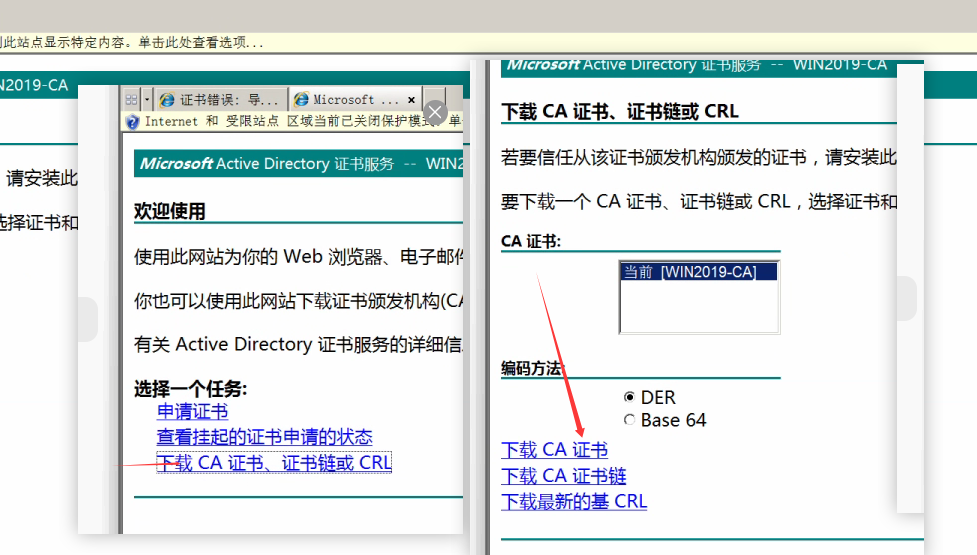 此站点显示特定内容。单击此处查看选项...
N2019-CA
请安装此
选择证书和
证书错误: 导...
Microsoft ...
Internet 和 受限站点 区域当前已关闭保护模式 单
Microsoft Active Directory 证书服务 -- WIN2
欢迎使用
使用此网站为你的 Web 浏览器、电子邮件
你也可以使用此网站下载证书颁发机构(CA
有关 Active Directory 证书服务的详细信
选择一个任务:
申请证书
查看挂起的证书申请的状态
下载 CA 证书、证书链或 CRL
Microsoft Active Directory 证书服务 -- WIN2019-CA
下载 CA 证书、证书链或 CRL
若要信任从该证书颁发机构颁发的证书，请安装此
要下载一个 CA 证书、证书链或 CRL，选择证书和
CA 证书:
当前 [WIN2019-CA]
编码方法:
DER
Base 64
下载 CA 证书
下载 CA 证书链
下载最新的基 CRL